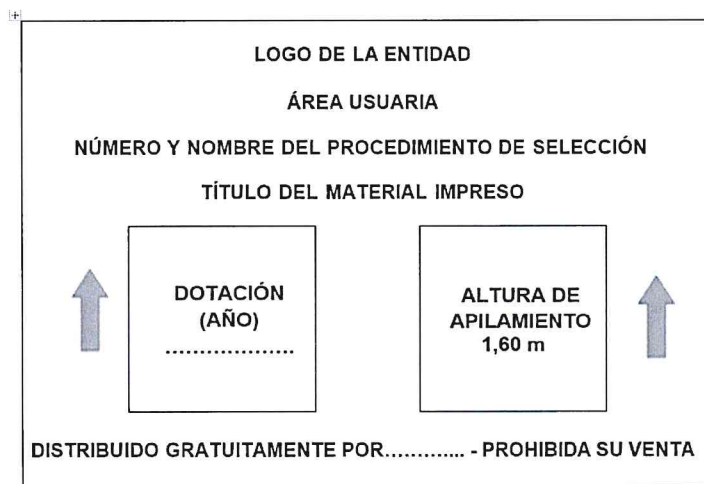 LOGO DE LA ENTIDAD
ÁREA USUARIA
NÚMERO Y NOMBRE DEL PROCEDIMIENTO DE SELECCIÓN
TÍTULO DEL MATERIAL IMPRESO
DOTACIÓN
(AÑO)
...................
ALTURA DE
APILAMIENTO
1,60 m
DISTRIBUIDO GRATUITAMENTE POR............ - PROHIBIDA SU VENTA